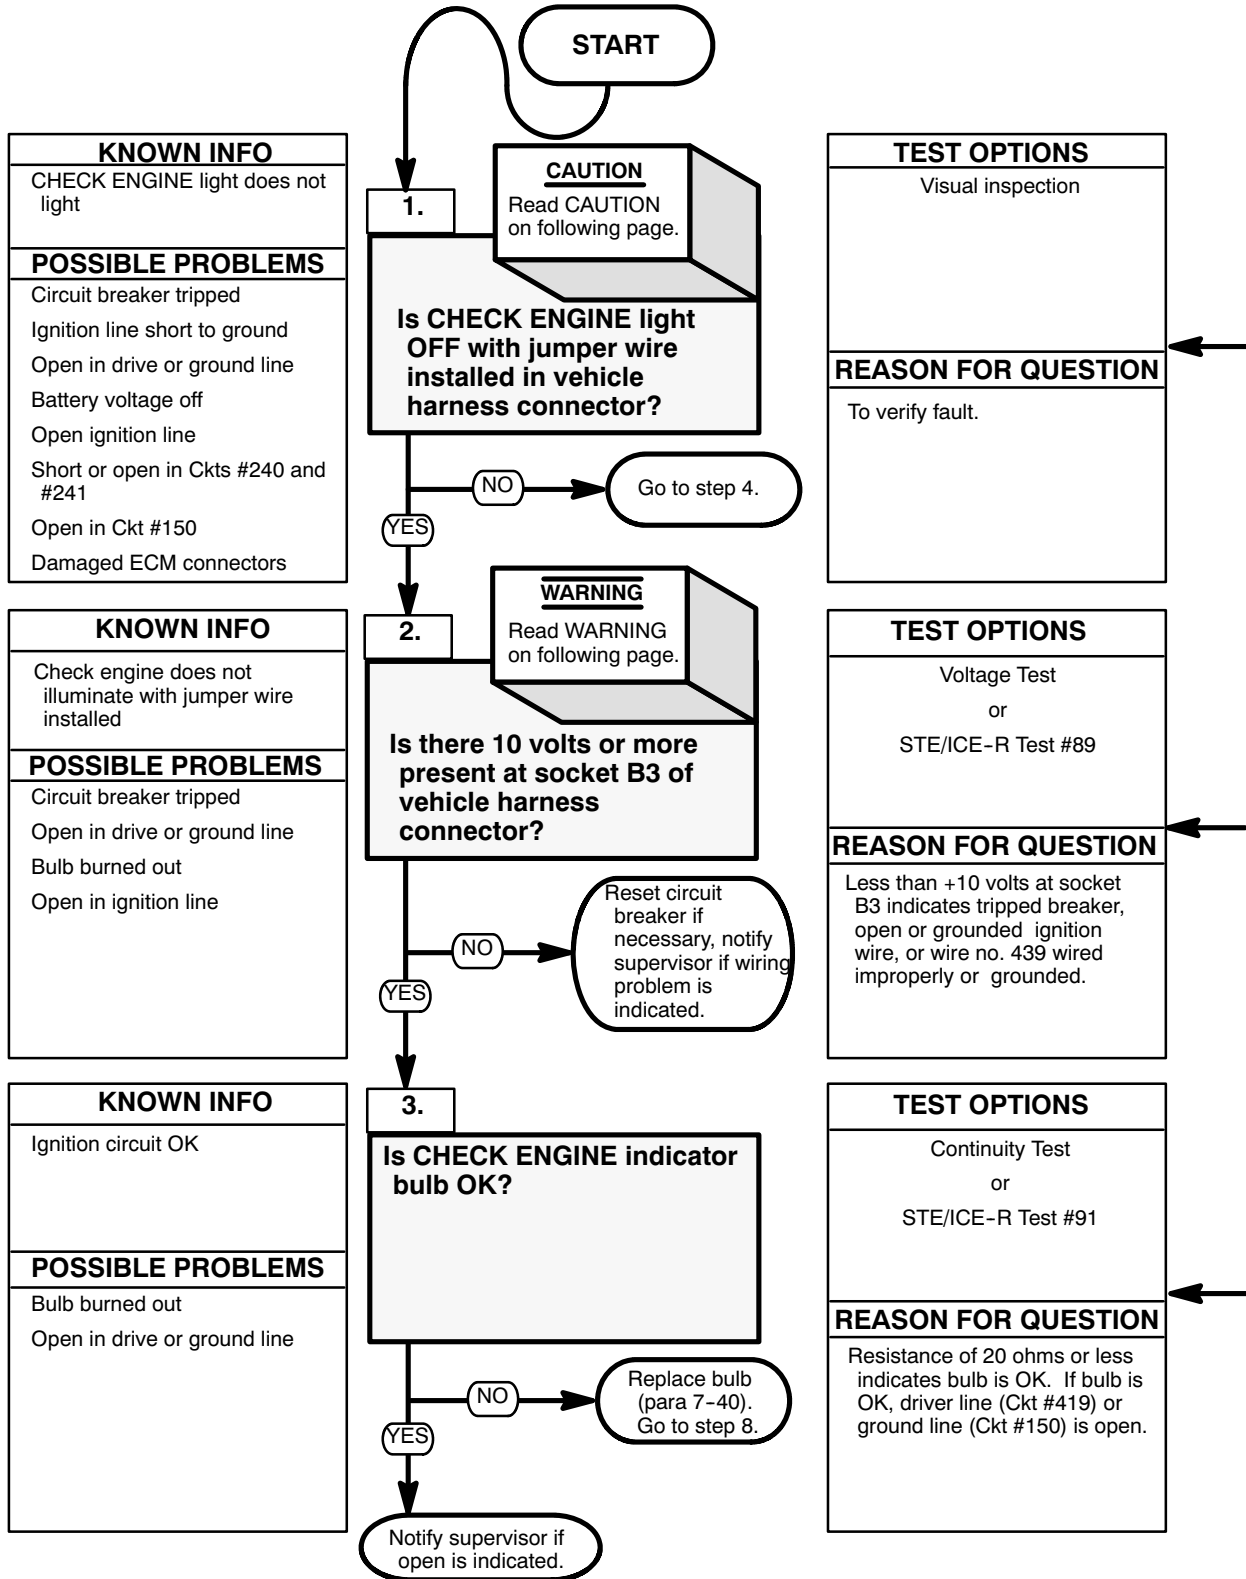 START
KNOWN INFO
CHECK ENGINE light does not
light
POSSIBLE PROBLEMS
Circuit breaker tripped
Ignition line short to ground
Open in drive or ground line
Battery voltage off
Open ignition line
Short or open in Ckts #240 and
#241
Open in Ckt #150
Damaged ECM connectors
1.
CAUTION
Read CAUTION
on following page.
Is CHECK ENGINE light
OFF with jumper wire
installed in vehicle
harness connector?
NO
Go to step 4.
YES
TEST OPTIONS
Visual inspection
REASON FOR QUESTION
To verify fault.
KNOWN INFO
Check engine does not
illuminate with jumper wire
installed
POSSIBLE PROBLEMS
Circuit breaker tripped
Open in drive or ground line
Bulb burned out
Open in ignition line
2.
WARNING
Read WARNING
on following page.
Is there 10 volts or more
present at socket B3 of
vehicle harness
connector?
NO
Reset circuit
breaker if
necessary, notify
supervisor if wiring
problem is
indicated.
YES
TEST OPTIONS
Voltage Test
or
STE/ICE-R Test #89
REASON FOR QUESTION
Less than +10 volts at socket
B3 indicates tripped breaker,
open or grounded ignition
wire, or wire no. 439 wired
improperly or grounded.
KNOWN INFO
Ignition circuit OK
POSSIBLE PROBLEMS
Bulb burned out
Open in drive or ground line
3.
Is CHECK ENGINE indicator
bulb OK?
NO
Replace bulb
(para 7-40).
Go to step 8.
YES
Notify supervisor if
open is indicated.
TEST OPTIONS
Continuity Test
or
STE/ICE-R Test #91
REASON FOR QUESTION
Resistance of 20 ohms or less
indicates bulb is OK. If bulb is
OK, driver line (Ckt #419) or
ground line (Ckt #150) is open.